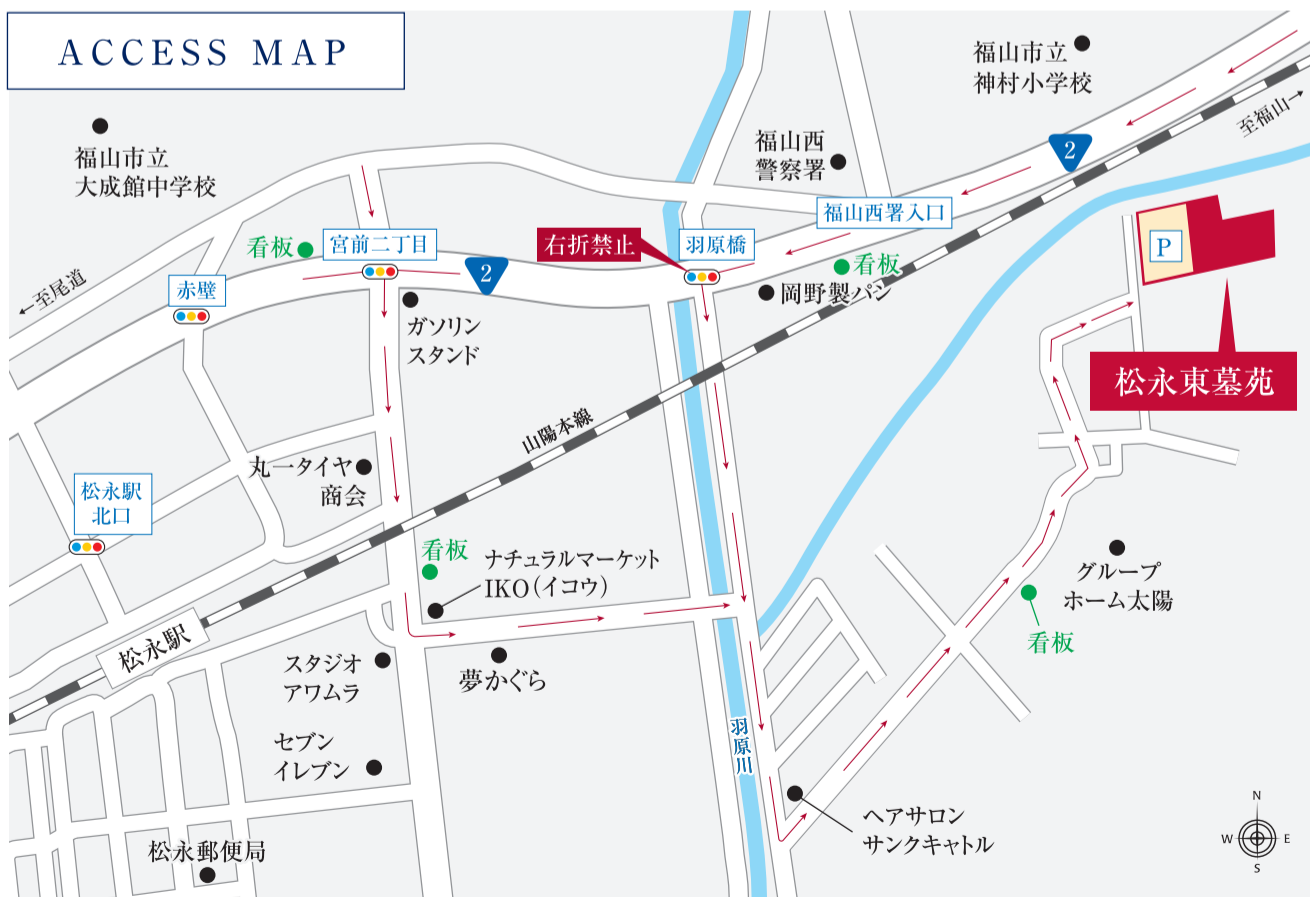 ACCESS MAP
福山市立
神村小学校
至福山→
福山市立
大成館中学校
福山西
警察署
2
福山西署入口
P
看板
宮前二丁目
右折禁止
羽原橋
看板
2
←至尾道
赤壁
岡野製パン
ガソリン
スタンド
松永東墓苑
山陽本線
丸一タイヤ
商会
松永駅
北口
看板
ナチュラルマーケット
IKO(イコウ)
グループ
ホーム太陽
看板
松永駅
スタジオ
アワムラ
夢かぐら
羽原川
セブン
イレブン
ヘアサロン
サンクキャトル
松永郵便局
N
W
E
S